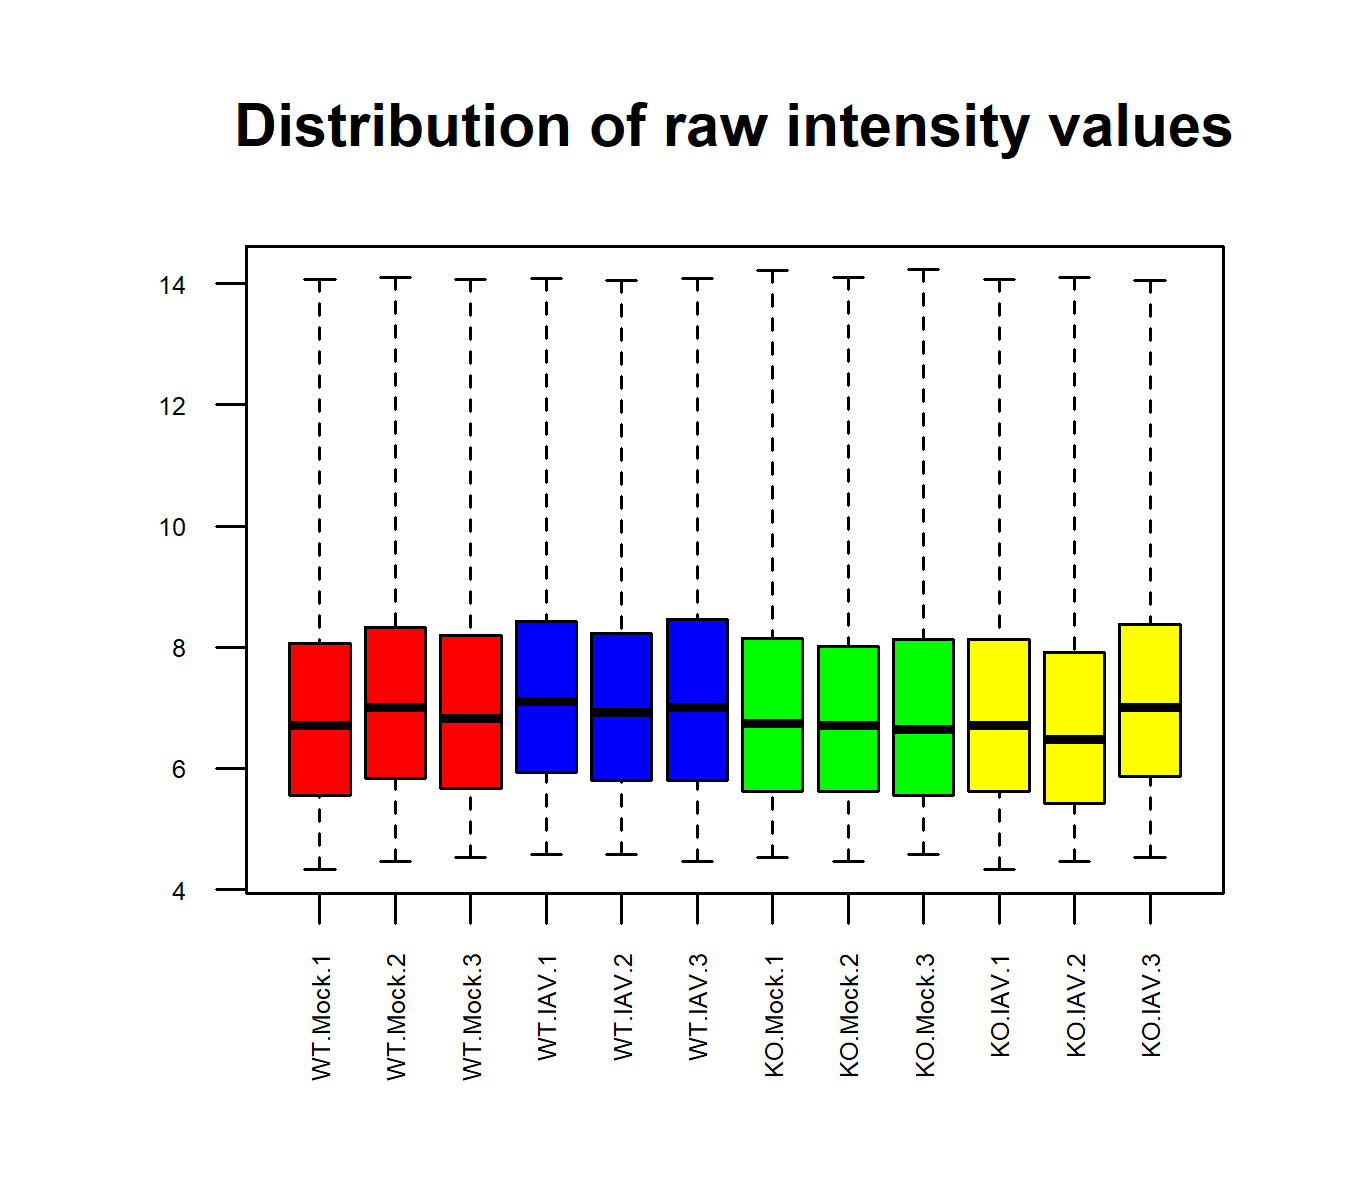 Distribution of raw intensity values
14
12
10
8
6
4
WT.Mock.1
WT.Mock.2
WT.Mock.3
WT.IAV.1
WT.IAV.2
WT.IAV.3
KO.Mock.1
KO.Mock.2
KO.Mock.3
KO.IAV.1
KO.IAV.2
KO.IAV.3